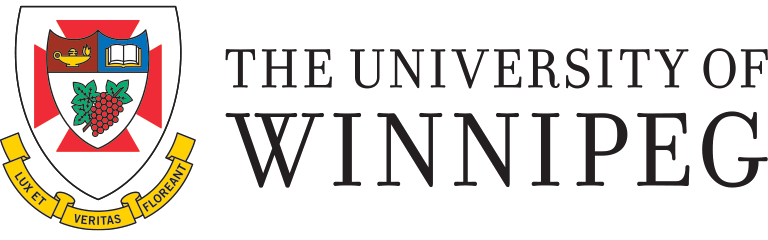 THE UNIVERSITY OF
WINNIPEG
LUX ET VERITAS FLOREANT